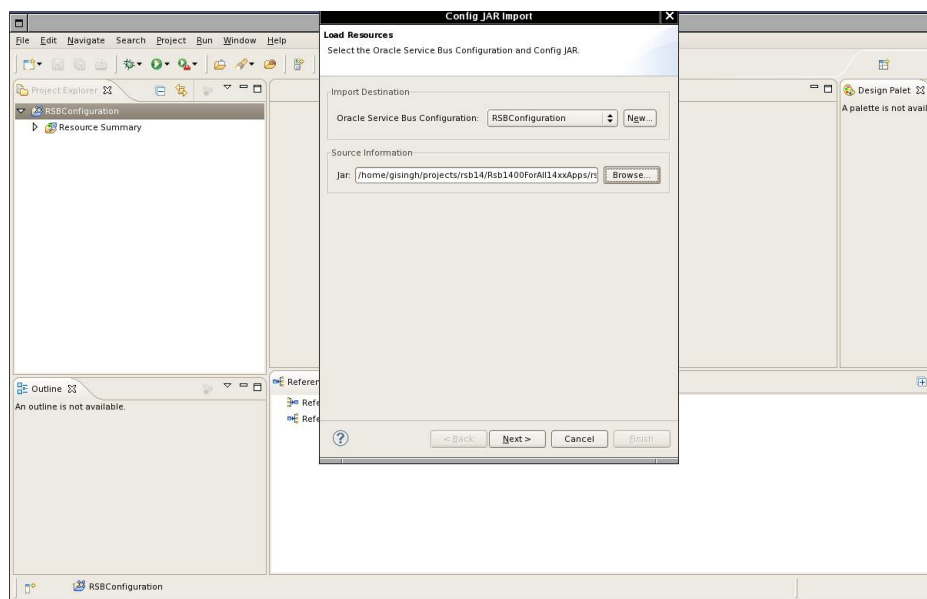 Config JAR Import
File Edit Navigate Search Project Run Window Help
Load Resources
Select the Oracle Service Bus Configuration and Config JAR.
Project Explorer
Design Palet
A palette is not avail
RSBConfiguration
Resource Summary
Import Destination
Oracle Service Bus Configuration: RSBConfiguration New...
Source Information
Jar: /home/gisingh/projects/rsb14/Rsb1400ForAll14xxApps/rs Browse...
Outline
An outline is not available.
Referen
Refe
Refe
? < Back Next > Cancel Finish
RSBConfiguration